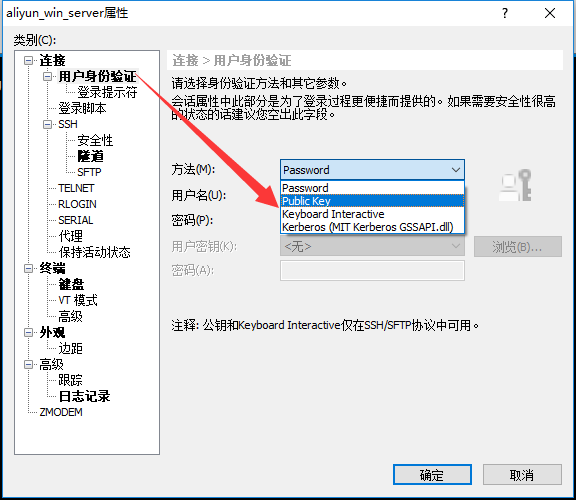 aliyun_win_server属性
类别(C):
连接
用户身份验证
登录提示符
登录脚本
SSH
安全性
隧道
SFTP
TELNET
RLOGIN
SERIAL
代理
保持活动状态
终端
键盘
VT 模式
高级
外观
边距
高级
跟踪
日志记录
ZMODEM
连接 > 用户身份验证
请选择身份验证方法和其它参数。
会话属性中此部分是为了登录过程更便捷而提供的。如果需要安全性很高
的状态的话建议您空出此字段。
方法(M):
Password
用户名(U):
Password
Public Key
Keyboard Interactive
Kerberos (MIT Kerberos GSSAPI.dll)
密码(P):
用户密钥(K):
<无>
浏览(B)...
密码(A):
注释: 公钥和Keyboard Interactive仅在SSH/SFTP协议中可用。
确定
取消